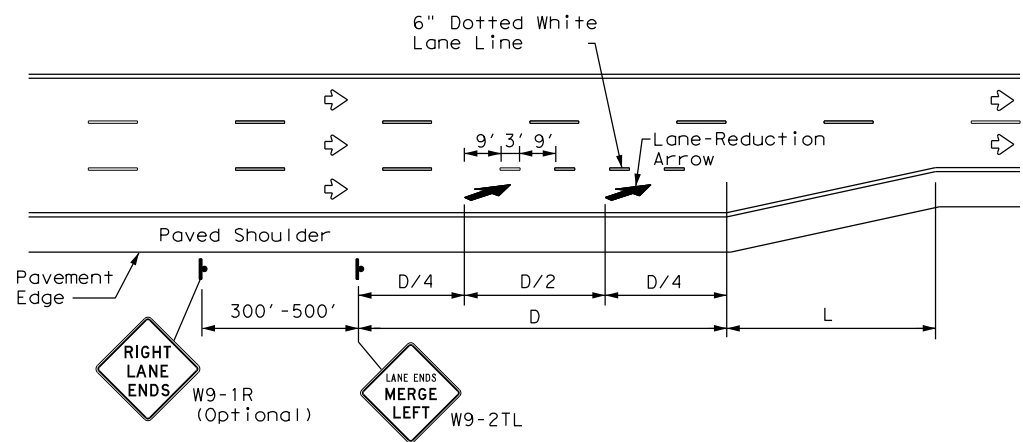 6" Dotted White
Lane Line
9' 3' 9'
Lane-Reduction
Arrow
Paved Shoulder
Pavement
Edge
D/4 D/2 D/4
300'-500' D L
RIGHT
LANE
ENDS
W9-1R
(Optional)
LANE ENDS
MERGE
LEFT
W9-2TL